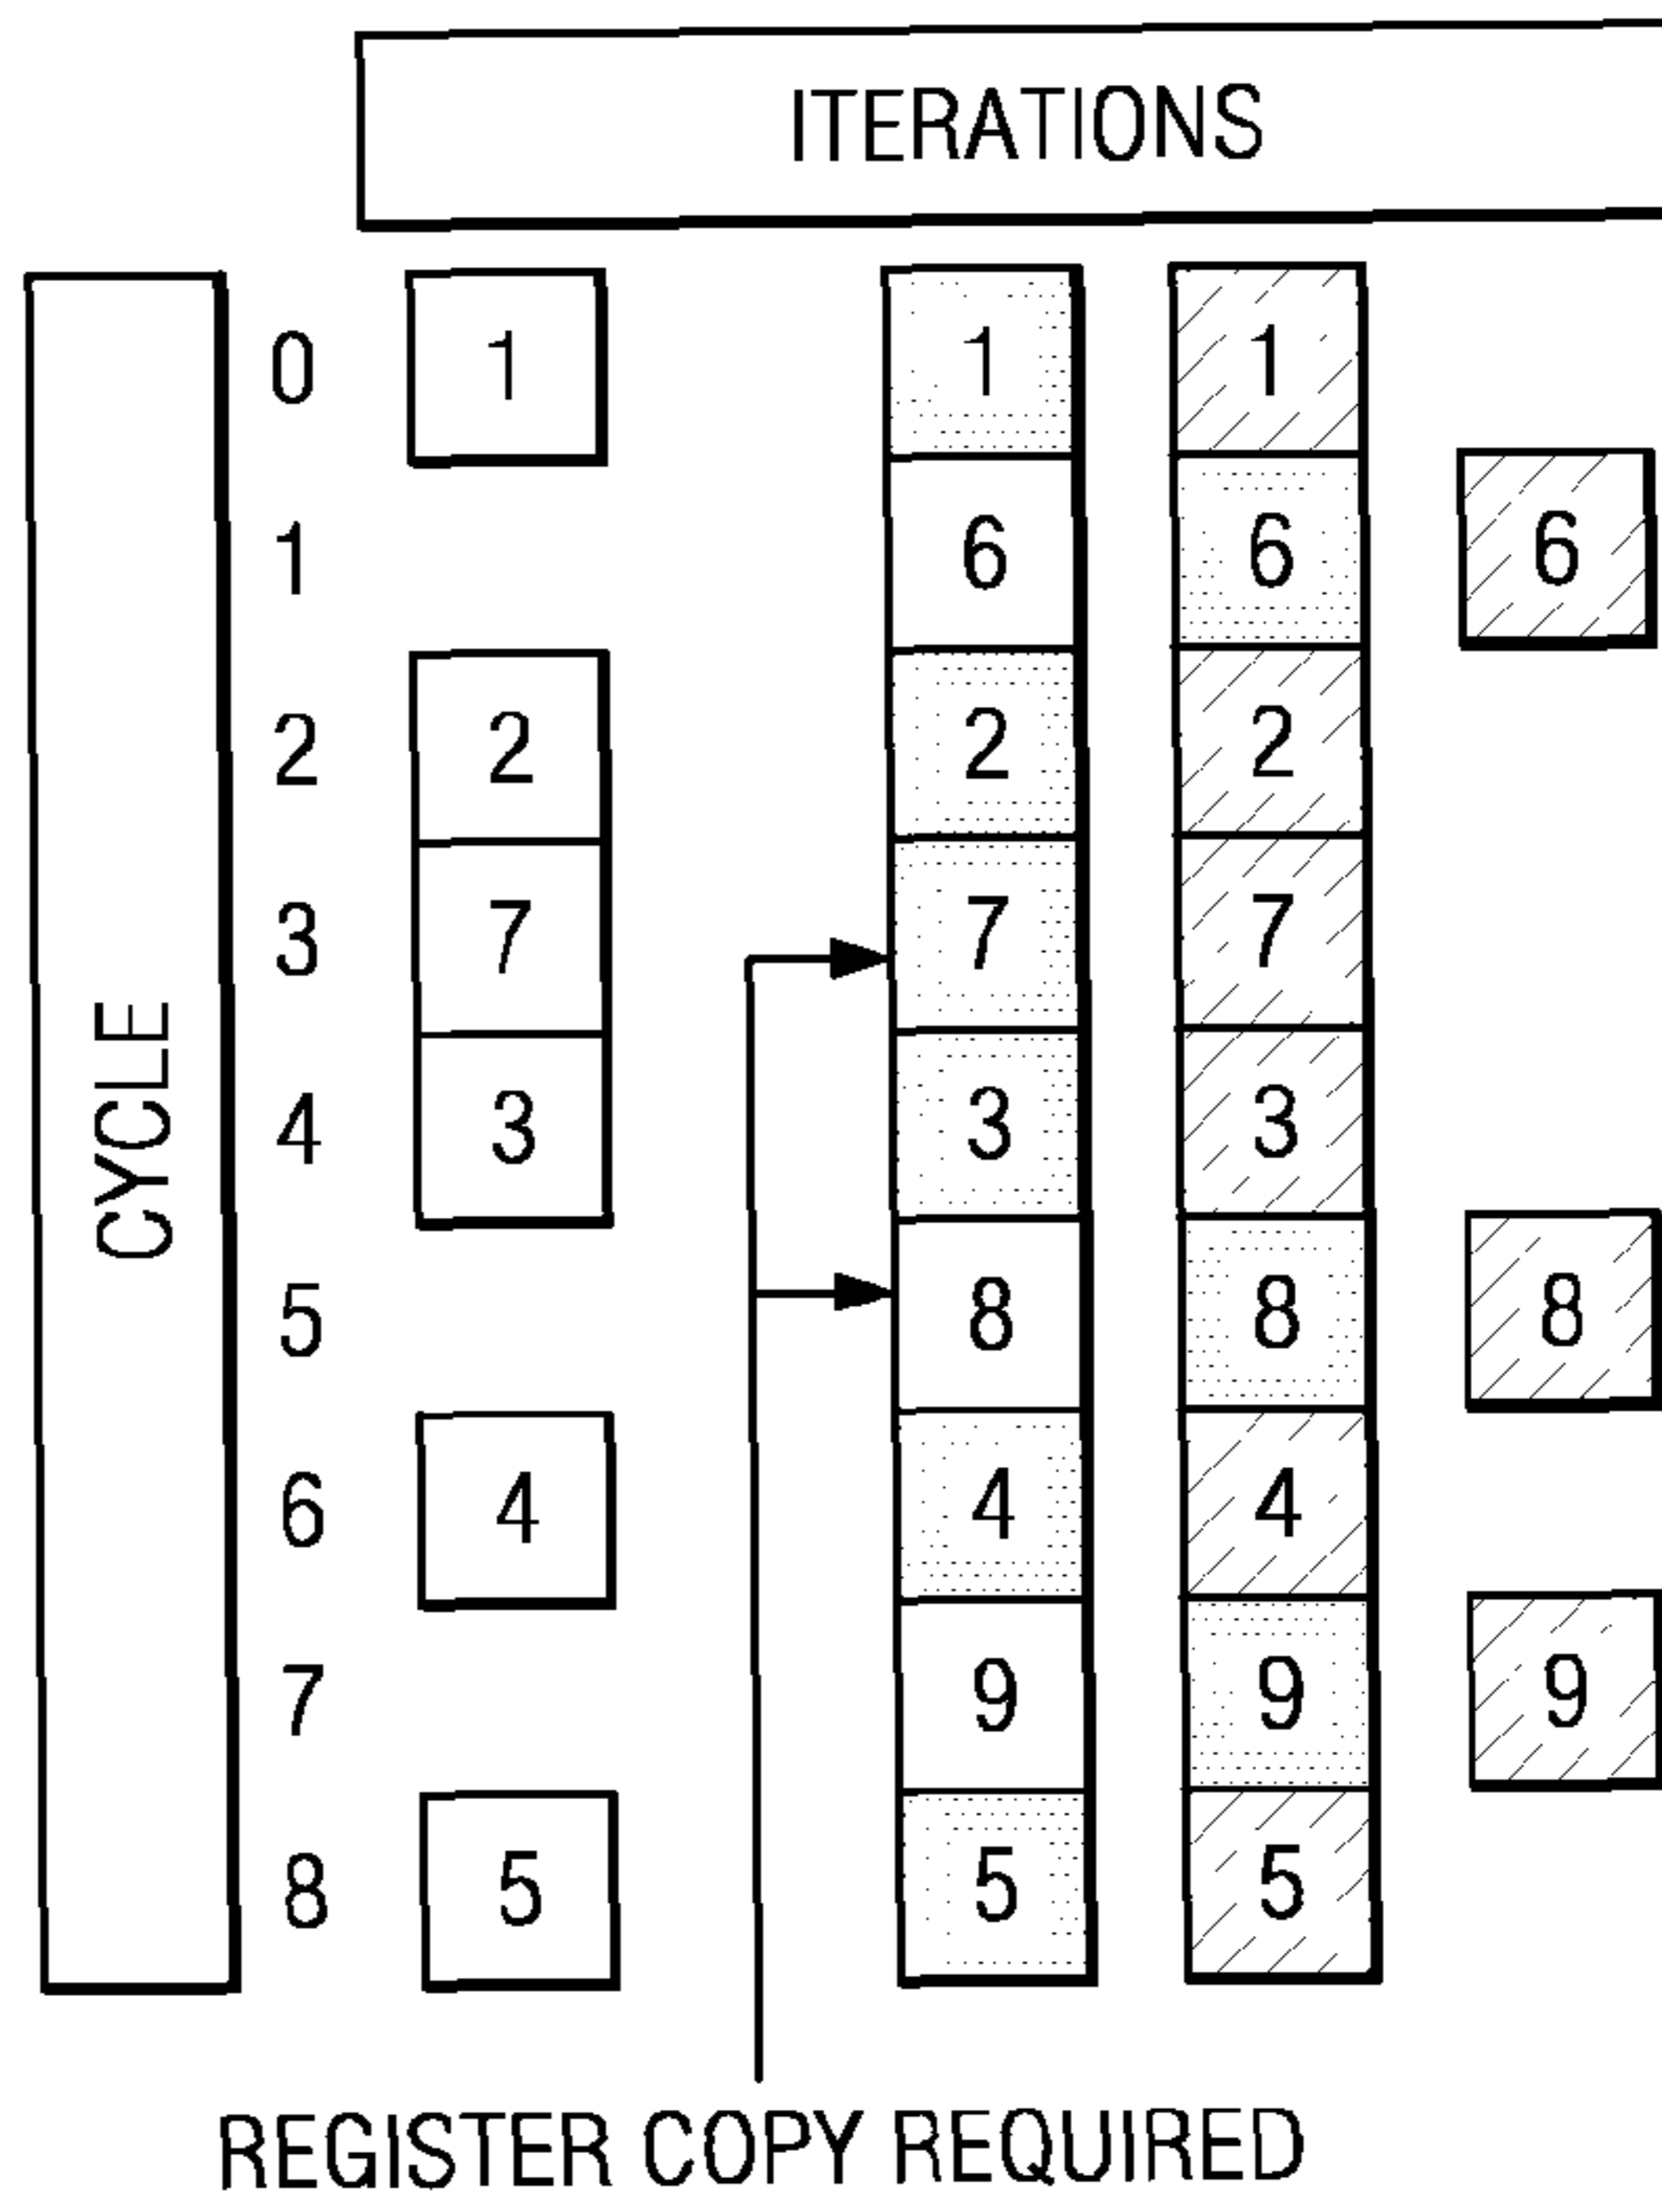 ITERATIONS
CYCLE
0 1 1 1
1 6 6 6
2 2 2 2
3 7 7 7
4 3 3 3
5 8 8 8
6 4 4 4
7 9 9 9
8 5 5 5
REGISTER COPY REQUIRED